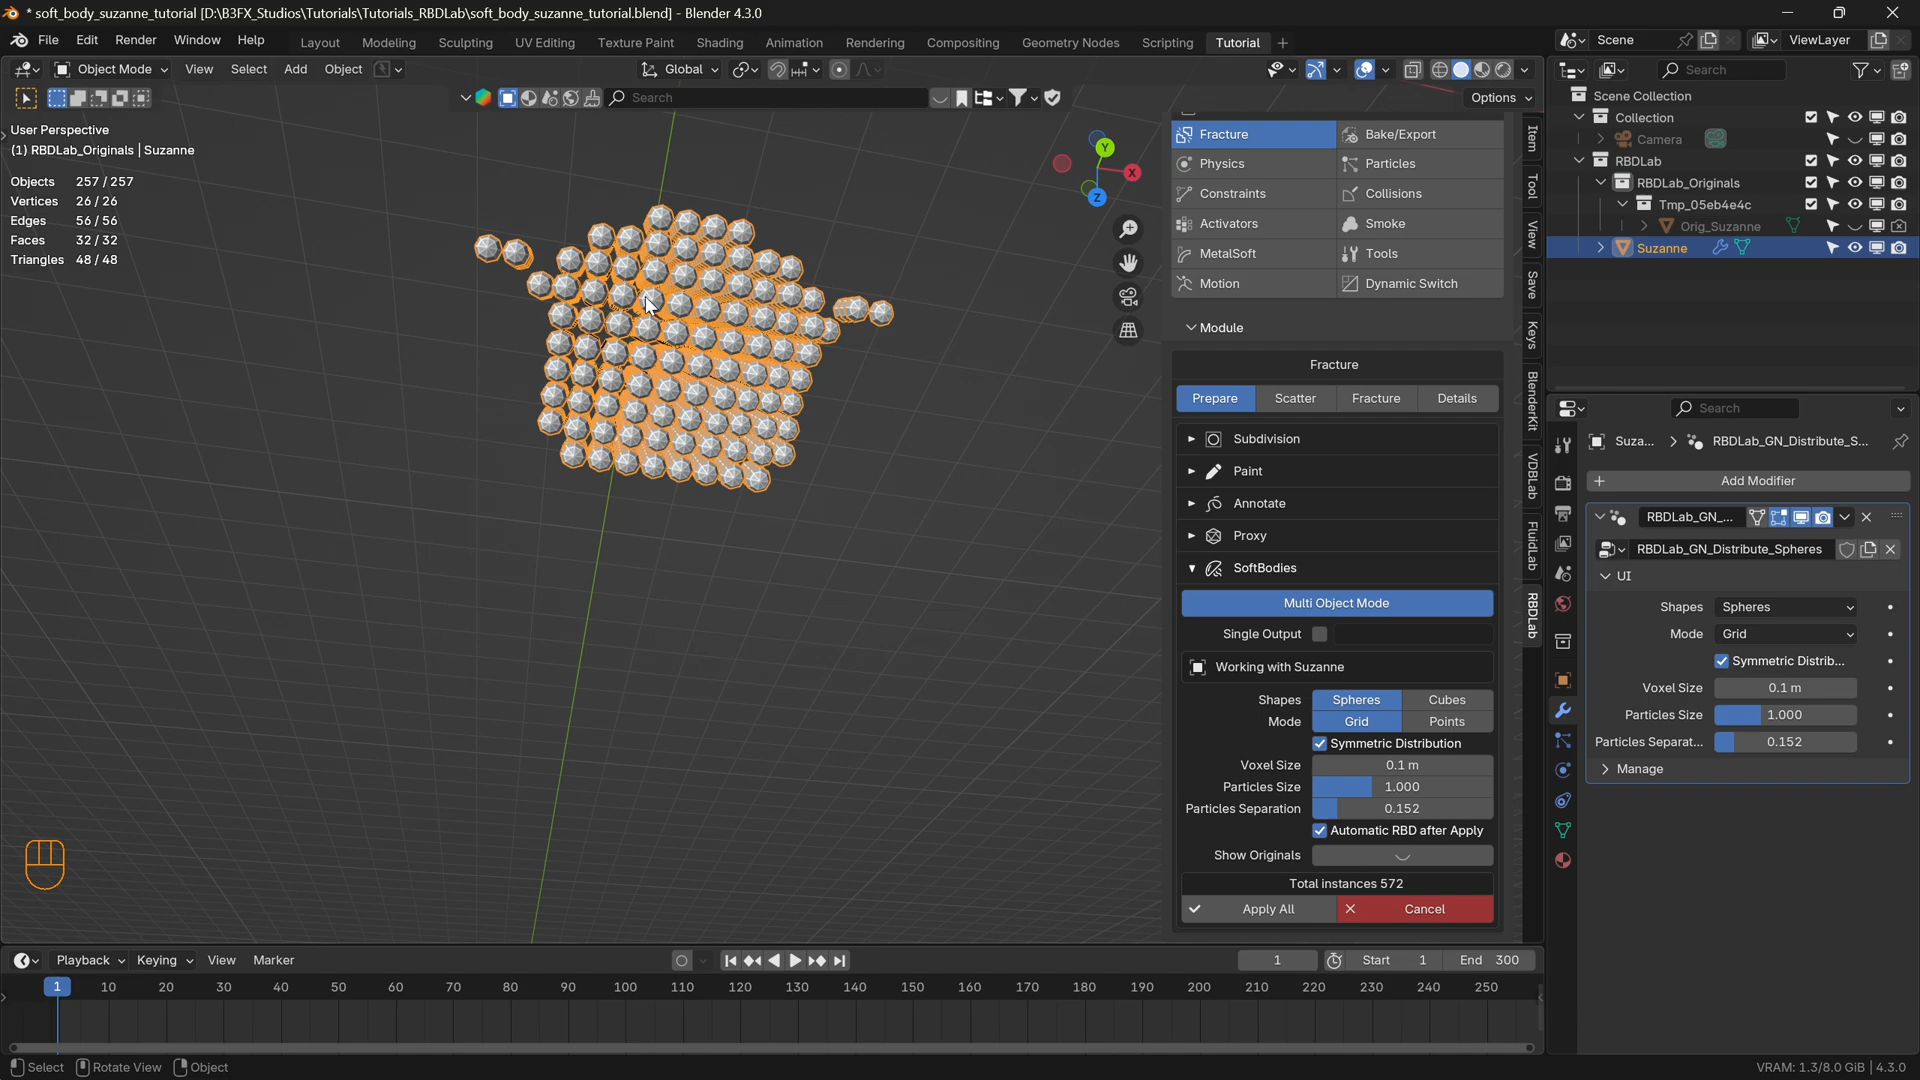 * soft_body_suzanne_tutorial [D:\B3FX_Studios\Tutorials\Tutorials_RBDLab\soft_body_suzanne_tutorial.blend] - Blender 4.3.0
File Edit Render Window Help Layout Modeling Sculpting UV Editing Texture Paint Shading Animation Rendering Compositing Geometry Nodes Scripting Tutorial
Scene ViewLayer
Object Mode View Select Add Object Global
Search
Search
Options
User Perspective
(1) RBDLab_Originals | Suzanne
Objects 257 / 257
Vertices 26 / 26
Edges 56 / 56
Faces 32 / 32
Triangles 48 / 48
Y
X
Z
Fracture Bake/Export
Physics Particles
Constraints Collisions
Activators Smoke
MetalSoft Tools
Motion Dynamic Switch
Module
Fracture
Prepare Scatter Fracture Details
Subdivision
Paint
Annotate
Proxy
SoftBodies
Multi Object Mode
Single Output
Working with Suzanne
Shapes Spheres Cubes
Mode Grid Points
Symmetric Distribution
Voxel Size 0.1 m
Particles Size 1.000
Particles Separation 0.152
Automatic RBD after Apply
Show Originals
Total instances 572
Apply All Cancel
Item
Tool
View
Save
Keys
BlenderKit
VDBLab
FluidLab
RBDLab
Scene Collection
Collection
Camera
RBDLab
RBDLab_Originals
Tmp_05eb4e4c
Orig_Suzanne
Suzanne
Search
Suza... RBDLab_GN_Distribute_S...
Add Modifier
RBDLab_GN_...
RBDLab_GN_Distribute_Spheres
UI
Shapes Spheres
Mode Grid
Symmetric Distrib...
Voxel Size 0.1 m
Particles Size 1.000
Particles Separat... 0.152
Manage
Playback Keying View Marker 1 Start 1 End 300
1 10 20 30 40 50 60 70 80 90 100 110 120 130 140 150 160 170 180 190 200 210 220 230 240 250
Select Rotate View Object VRAM: 1.3/8.0 GiB | 4.3.0